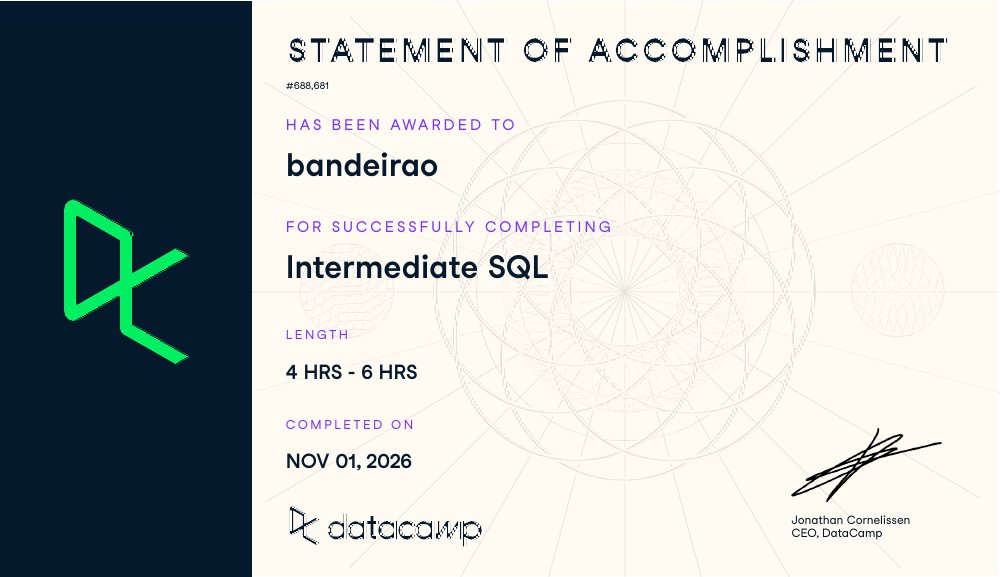 STATEMENT OF ACCOMPLISHMENT
#688,681
HAS BEEN AWARDED TO
bandeirao
FOR SUCCESSFULLY COMPLETING
Intermediate SQL
LENGTH
4 HRS - 6 HRS
COMPLETED ON
NOV 01, 2026
datacamp
Jonathan Cornelissen
CEO, DataCamp